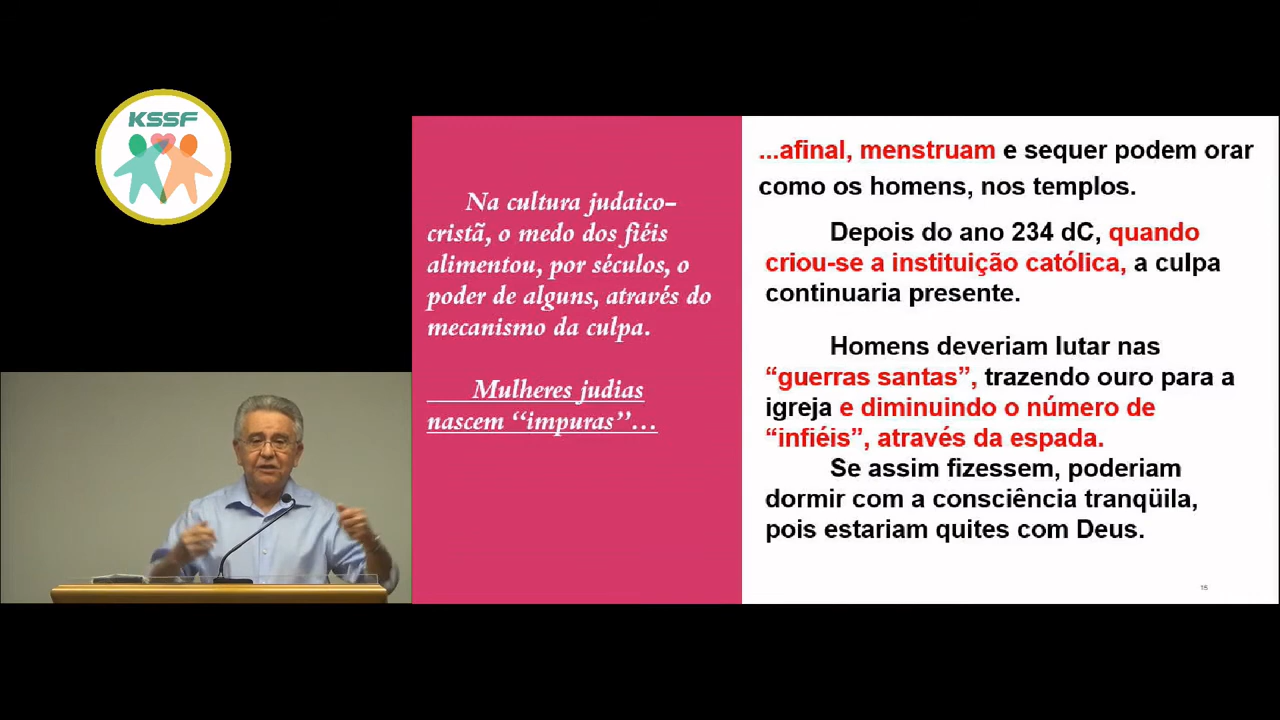 KSSF
Na cultura judaico-
cristã, o medo dos fiéis
alimentou, por séculos, o
poder de alguns, através do
mecanismo da culpa.
Mulheres judias
nascem “impuras”...
...afinal, menstruam e sequer podem orar
como os homens, nos templos.
Depois do ano 234 dC, quando
criou-se a instituição católica, a culpa
continuaria presente.
Homens deveriam lutar nas
“guerras santas”, trazendo ouro para a
igreja e diminuindo o número de
“infiéis”, através da espada.
Se assim fizessem, poderiam
dormir com a consciência tranqüila,
pois estariam quites com Deus.
15